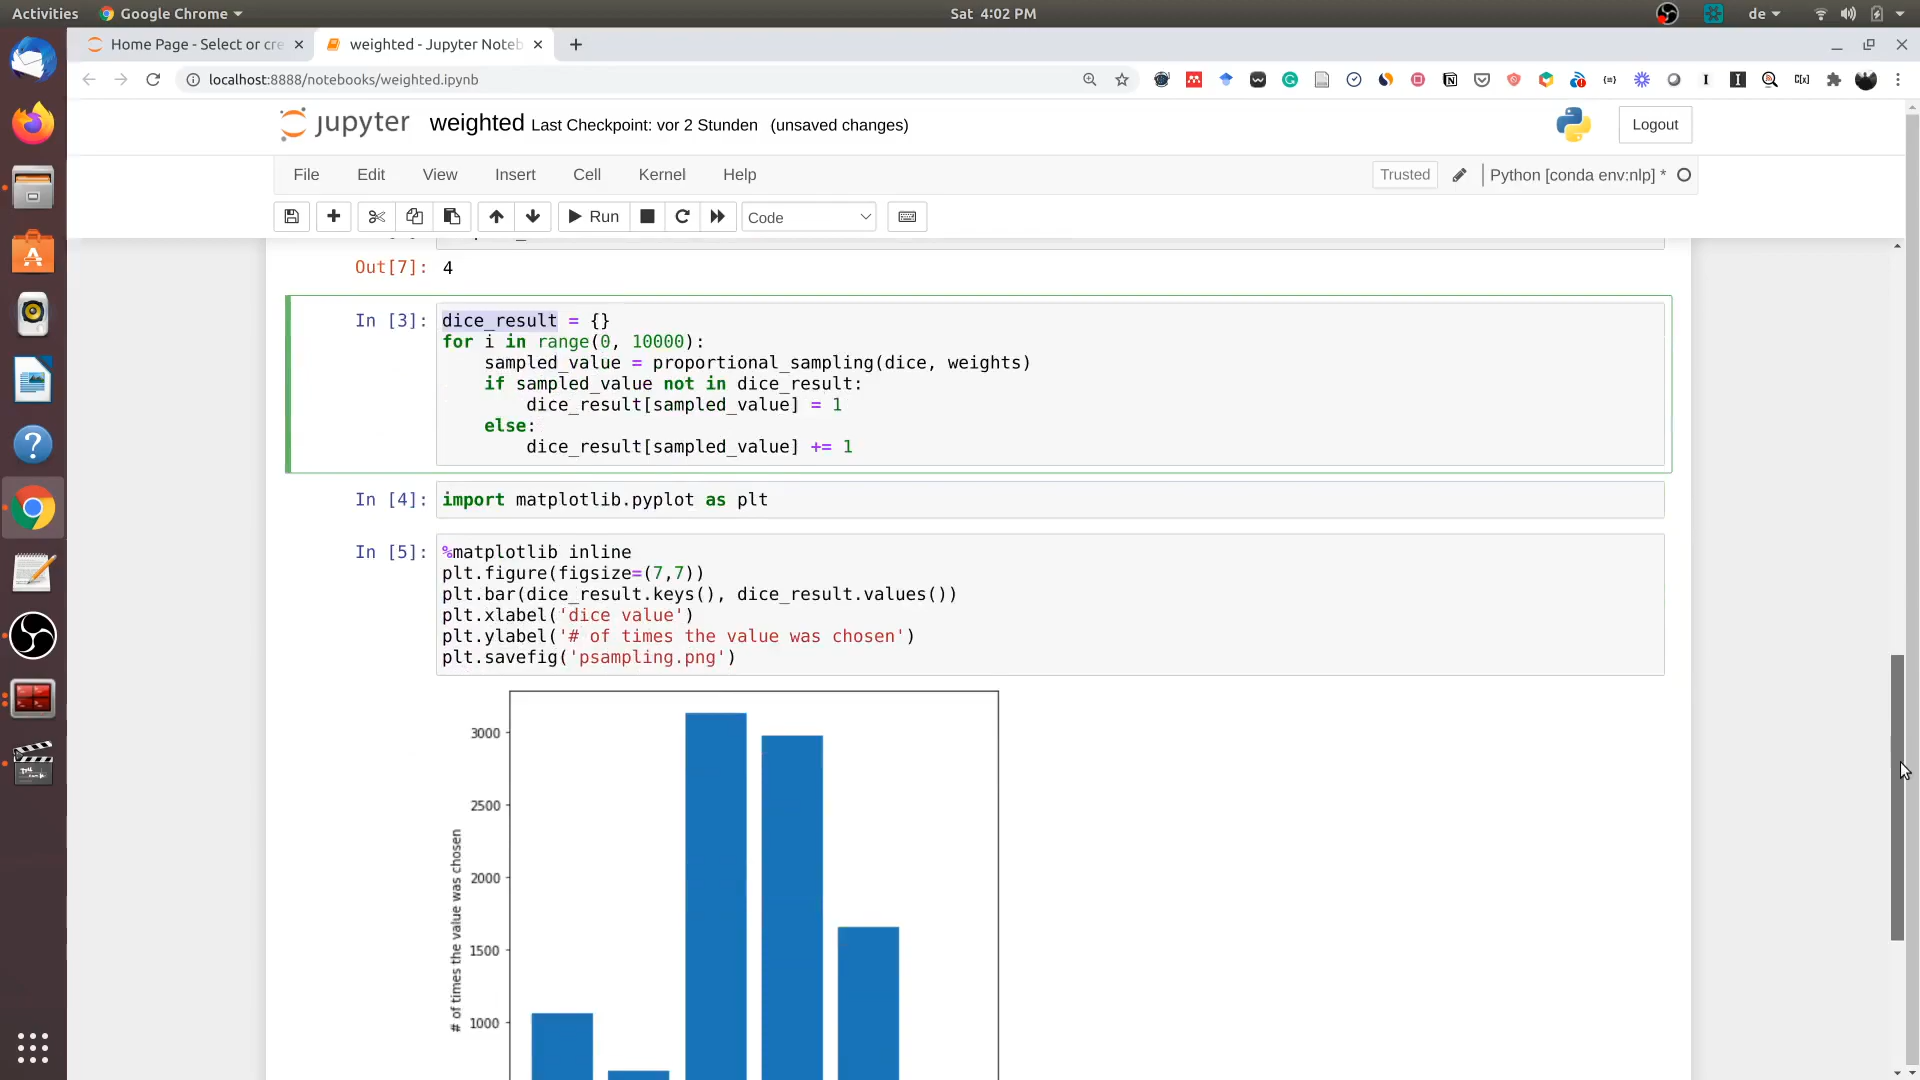 Activities
Google Chrome
Sat 4:02 PM
de
Home Page - Select or cre
weighted - Jupyter Noteb
localhost:8888/notebooks/weighted.ipynb
jupyter
weighted Last Checkpoint: vor 2 Stunden (unsaved changes)
Logout
File
Edit
View
Insert
Cell
Kernel
Help
Trusted
Python [conda env:nlp] *
Run
Code
Out[7]: 4
In [3]: dice_result = {}
for i in range(0, 10000):
    sampled_value = proportional_sampling(dice, weights)
    if sampled_value not in dice_result:
        dice_result[sampled_value] = 1
    else:
        dice_result[sampled_value] += 1
In [4]: import matplotlib.pyplot as plt
In [5]: %matplotlib inline
plt.figure(figsize=(7,7))
plt.bar(dice_result.keys(), dice_result.values())
plt.xlabel('dice value')
plt.ylabel('# of times the value was chosen')
plt.savefig('psampling.png')
3000
2500
2000
1500
1000
# of times the value was chosen